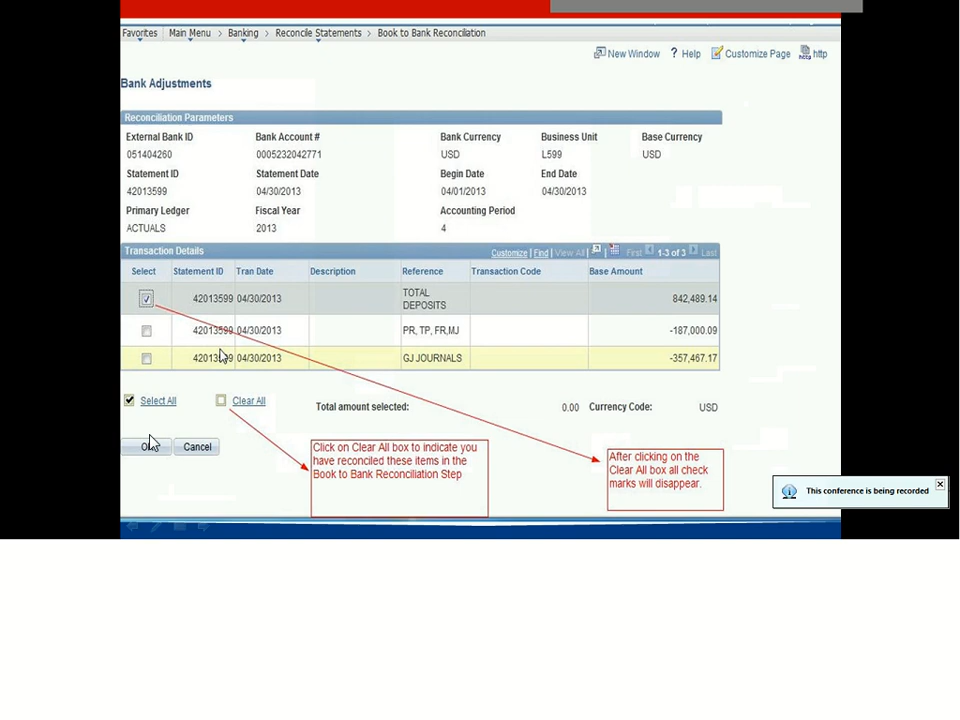 Favorites Main Menu > Banking > Reconcile Statements > Book to Bank Reconciliation
New Window ? Help Customize Page http
Bank Adjustments
Reconciliation Parameters
External Bank ID Bank Account # Bank Currency Business Unit Base Currency
051404260 0005232042771 USD L599 USD
Statement ID Statement Date Begin Date End Date
42013599 04/30/2013 04/01/2013 04/30/2013
Primary Ledger Fiscal Year Accounting Period
ACTUALS 2013 4
Transaction Details Customize | Find | View All | First 1-3 of 3 Last
Select Statement ID Tran Date Description Reference Transaction Code Base Amount
42013599 04/30/2013 TOTAL DEPOSITS 842,489.14
42013599 04/30/2013 PR, TP, FR,MJ -187,000.09
42013599 04/30/2013 GJ JOURNALS -357,467.17
Select All Clear All Total amount selected: 0.00 Currency Code: USD
OK Cancel
Click on Clear All box to indicate you
have reconciled these items in the
Book to Bank Reconciliation Step
After clicking on the
Clear All box all check
marks will disappear.
This conference is being recorded